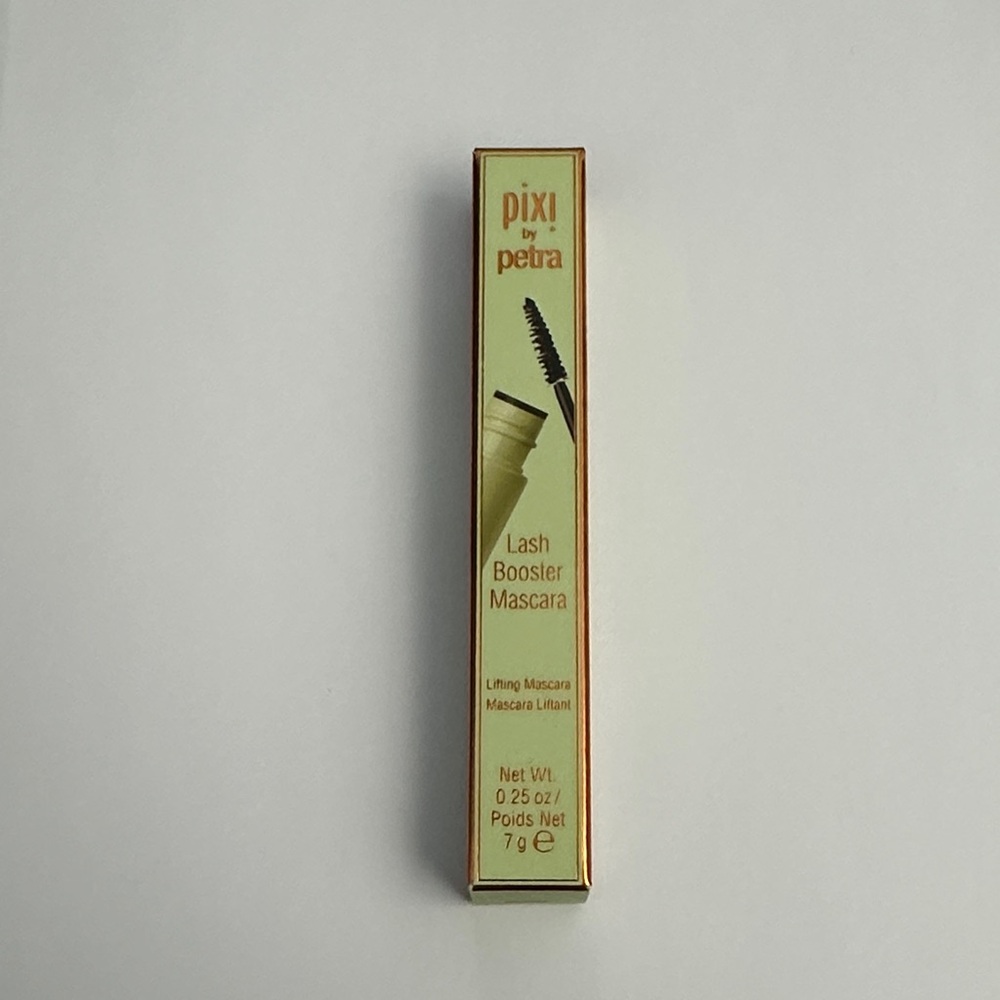 pixi
by
petra
Lash
Booster
Mascara
Lifting Mascara
Mascara Liftant
Net Wt.
0.25 oz /
Poids Net
7 g ℮